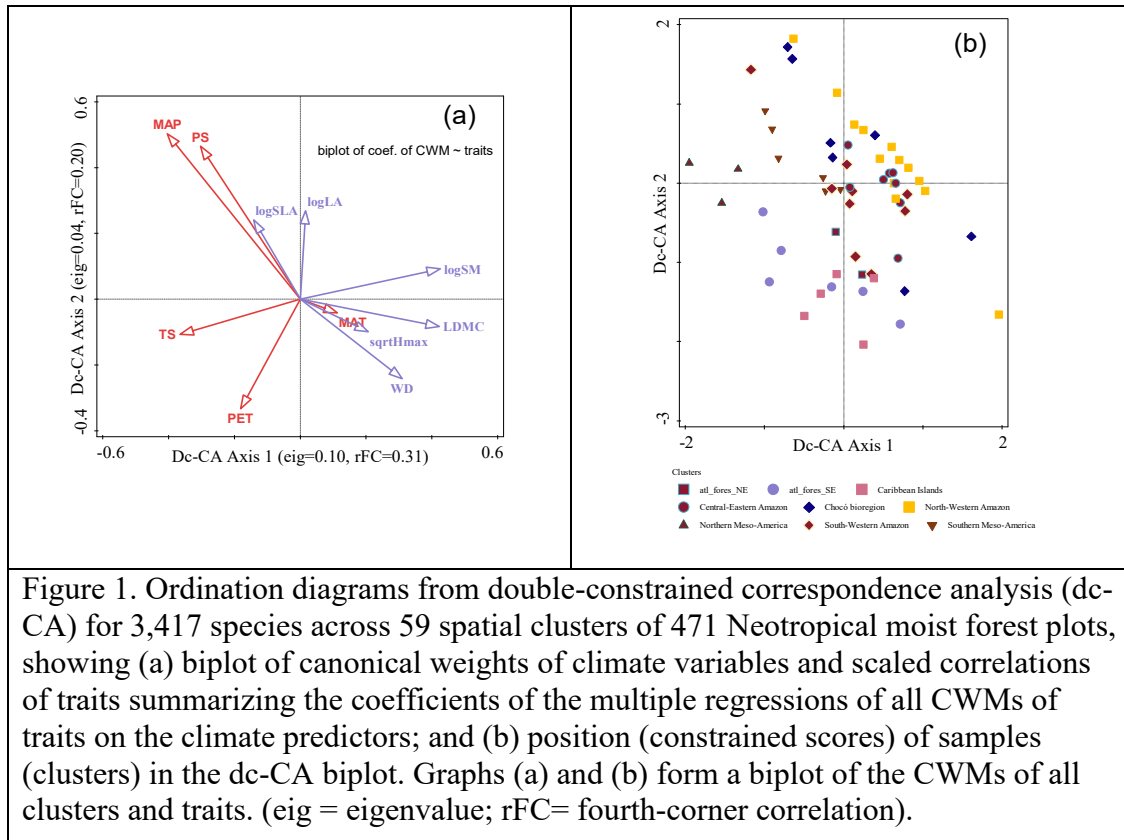 (a)
biplot of coef. of CWM ~ traits
0.6
MAP
PS
logSLA
logLA
logSM
MAT
LDMC
sqrtHmax
WD
TS
PET
-0.4
-0.6
0.6
Dc-CA Axis 1 (eig=0.10, rFC=0.31)
Dc-CA Axis 2 (eig=0.04, rFC=0.20)
(b)
2
-3
-2
2
Dc-CA Axis 1
Dc-CA Axis 2
Clusters
atl_fores_NE atl_fores_SE Caribbean Islands
Central-Eastern Amazon Chocó bioregion North-Western Amazon
Northern Meso-America South-Western Amazon Southern Meso-America
Figure 1. Ordination diagrams from double-constrained correspondence analysis (dc-
CA) for 3,417 species across 59 spatial clusters of 471 Neotropical moist forest plots,
showing (a) biplot of canonical weights of climate variables and scaled correlations
of traits summarizing the coefficients of the multiple regressions of all CWMs of
traits on the climate predictors; and (b) position (constrained scores) of samples
(clusters) in the dc-CA biplot. Graphs (a) and (b) form a biplot of the CWMs of all
clusters and traits. (eig = eigenvalue; rFC= fourth-corner correlation).